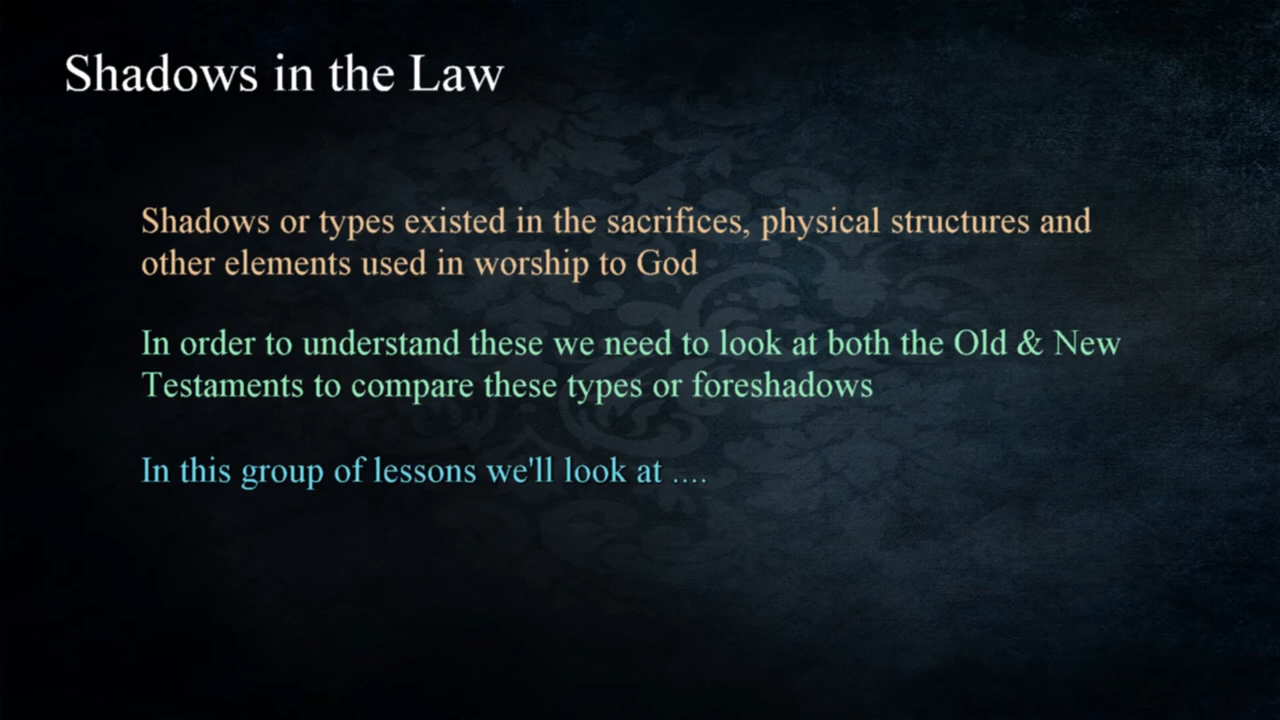 Shadows in the Law
Shadows or types existed in the sacrifices, physical structures and
other elements used in worship to God
In order to understand these we need to look at both the Old & New
Testaments to compare these types or foreshadows
In this group of lessons we'll look at ....